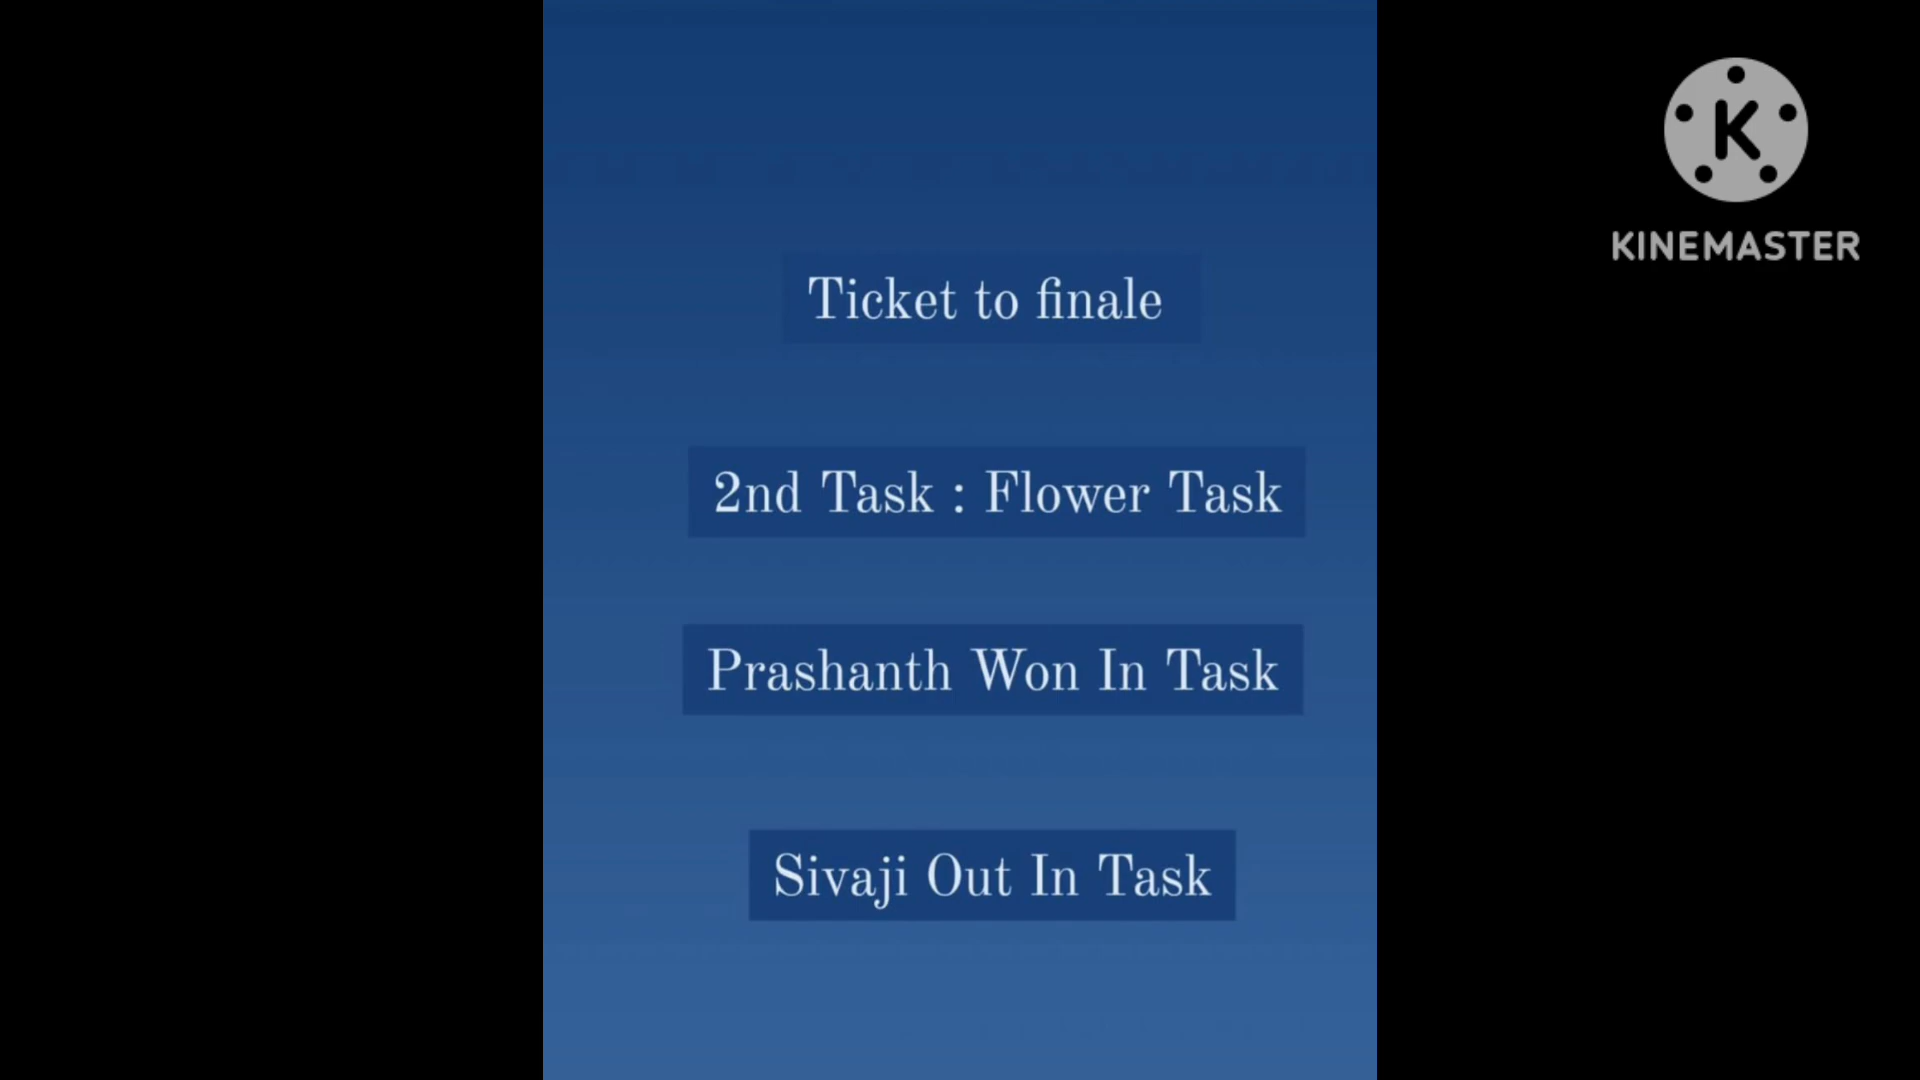 Ticket to finale
2nd Task : Flower Task
Prashanth Won In Task
Sivaji Out In Task
K
KINEMASTER